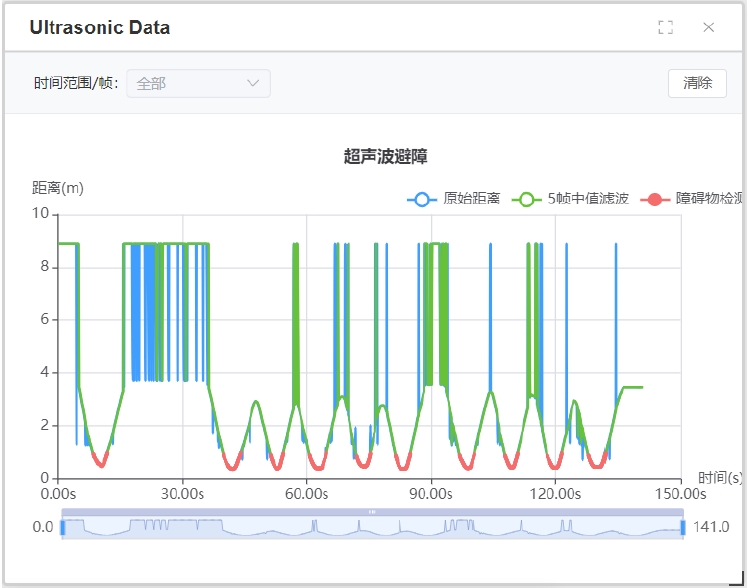 Ultrasonic Data
时间范围/帧: 全部 清除
超声波避障
距离(m)
原始距离 5帧中值滤波 障碍物检测
10
8
6
4
2
0
时间(s)
0.00s 30.00s 60.00s 90.00s 120.00s 150.00s
0.0 141.0